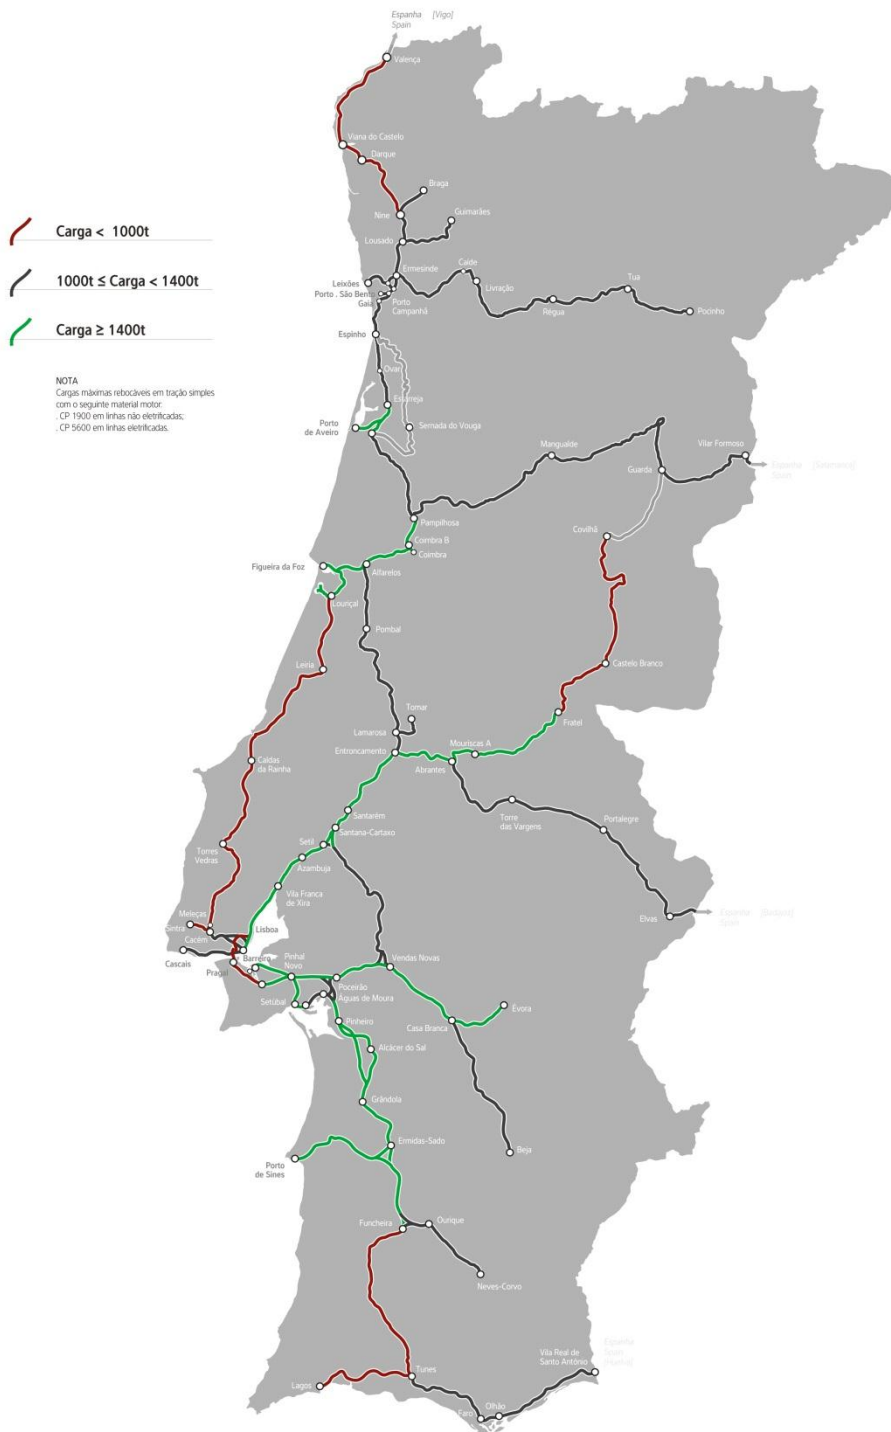 Espanha [Vigo]
Spain
Valença
Viana do Castelo
Darque
Braga
Nine
Guimarães
Lousado
Carga < 1000t
1000t ≤ Carga < 1400t
Carga ≥ 1400t
NOTA
Cargas máximas rebocáveis em tração simples
com o seguinte material motor:
. CP 1900 em linhas não eletrificadas;
. CP 5600 em linhas eletrificadas.
Ermesinde
Caíde
Leixões
Livração
Tua
Porto . São Bento
Gaia
Porto
Campanhã
Régua
Pocinho
Espinho
Ovar
Estarreja
Porto
de Aveiro
Sernada do Vouga
Mangualde
Vilar Formoso
Guarda
Espanha [Salamanca]
Spain
Pampilhosa
Covilhã
Coimbra B
Coimbra
Figueira da Foz
Alfarelos
Louriçal
Pombal
Leiria
Castelo Branco
Tomar
Fratel
Lamarosa
Entroncamento
Mouriscas A
Abrantes
Caldas
da Rainha
Santarém
Torre
das Vargens
Portalegre
Santana-Cartaxo
Setil
Torres
Vedras
Azambuja
Vila Franca
de Xira
Elvas
Espanha [Badajoz]
Spain
Meleças
Sintra
Lisboa
Cacém
Cascais
Barreiro
Pragal
Pinhal
Novo
Vendas Novas
Poceirão
Águas de Moura
Setúbal
Évora
Pinheiro
Casa Branca
Alcácer do Sal
Grândola
Ermidas-Sado
Beja
Porto
de Sines
Funcheira
Ourique
Neves-Corvo
Espanha
Spain
[Huelva]
Vila Real de
Santo António
Tunes
Lagos
Faro
Olhão